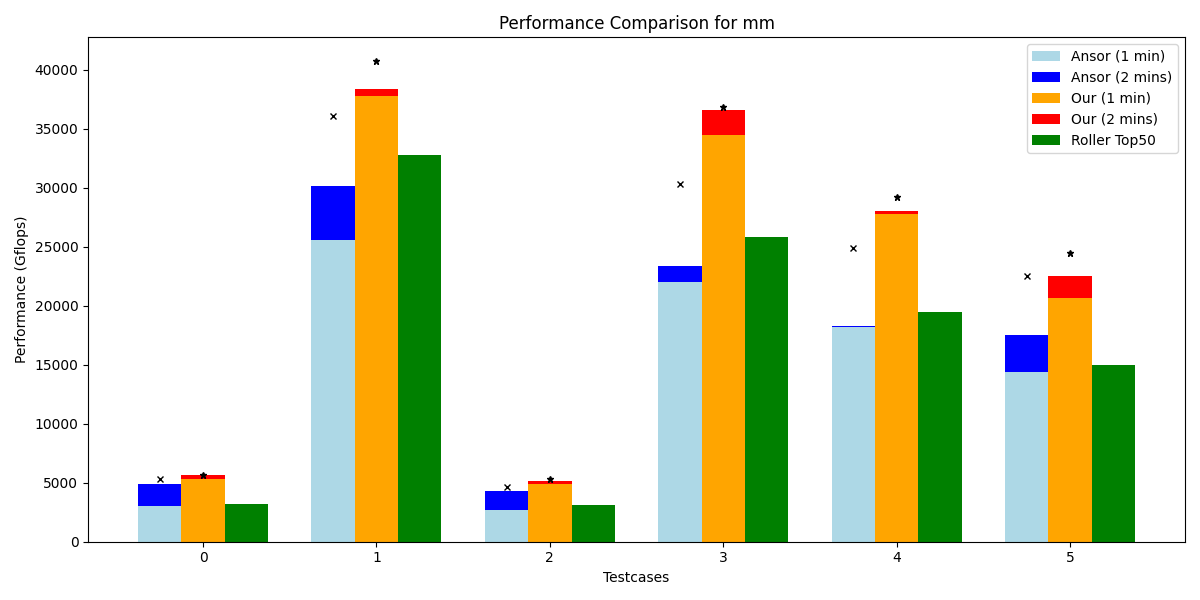 Performance Comparison for mm
Performance (Gflops)
40000
35000
30000
25000
20000
15000
10000
5000
0
Ansor (1 min)
Ansor (2 mins)
Our (1 min)
Our (2 mins)
Roller Top50
0 1 2 3 4 5
Testcases